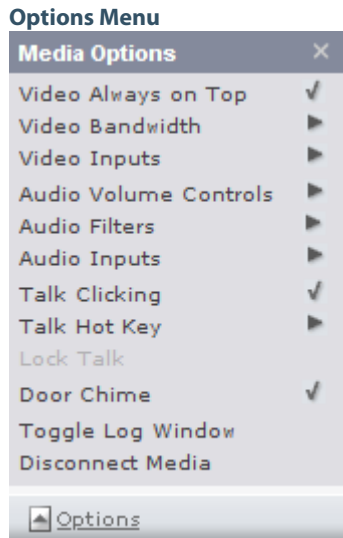 Options Menu
Media Options
Video Always on Top
Video Bandwidth
Video Inputs
Audio Volume Controls
Audio Filters
Audio Inputs
Talk Clicking
Talk Hot Key
Lock Talk
Door Chime
Toggle Log Window
Disconnect Media
Options